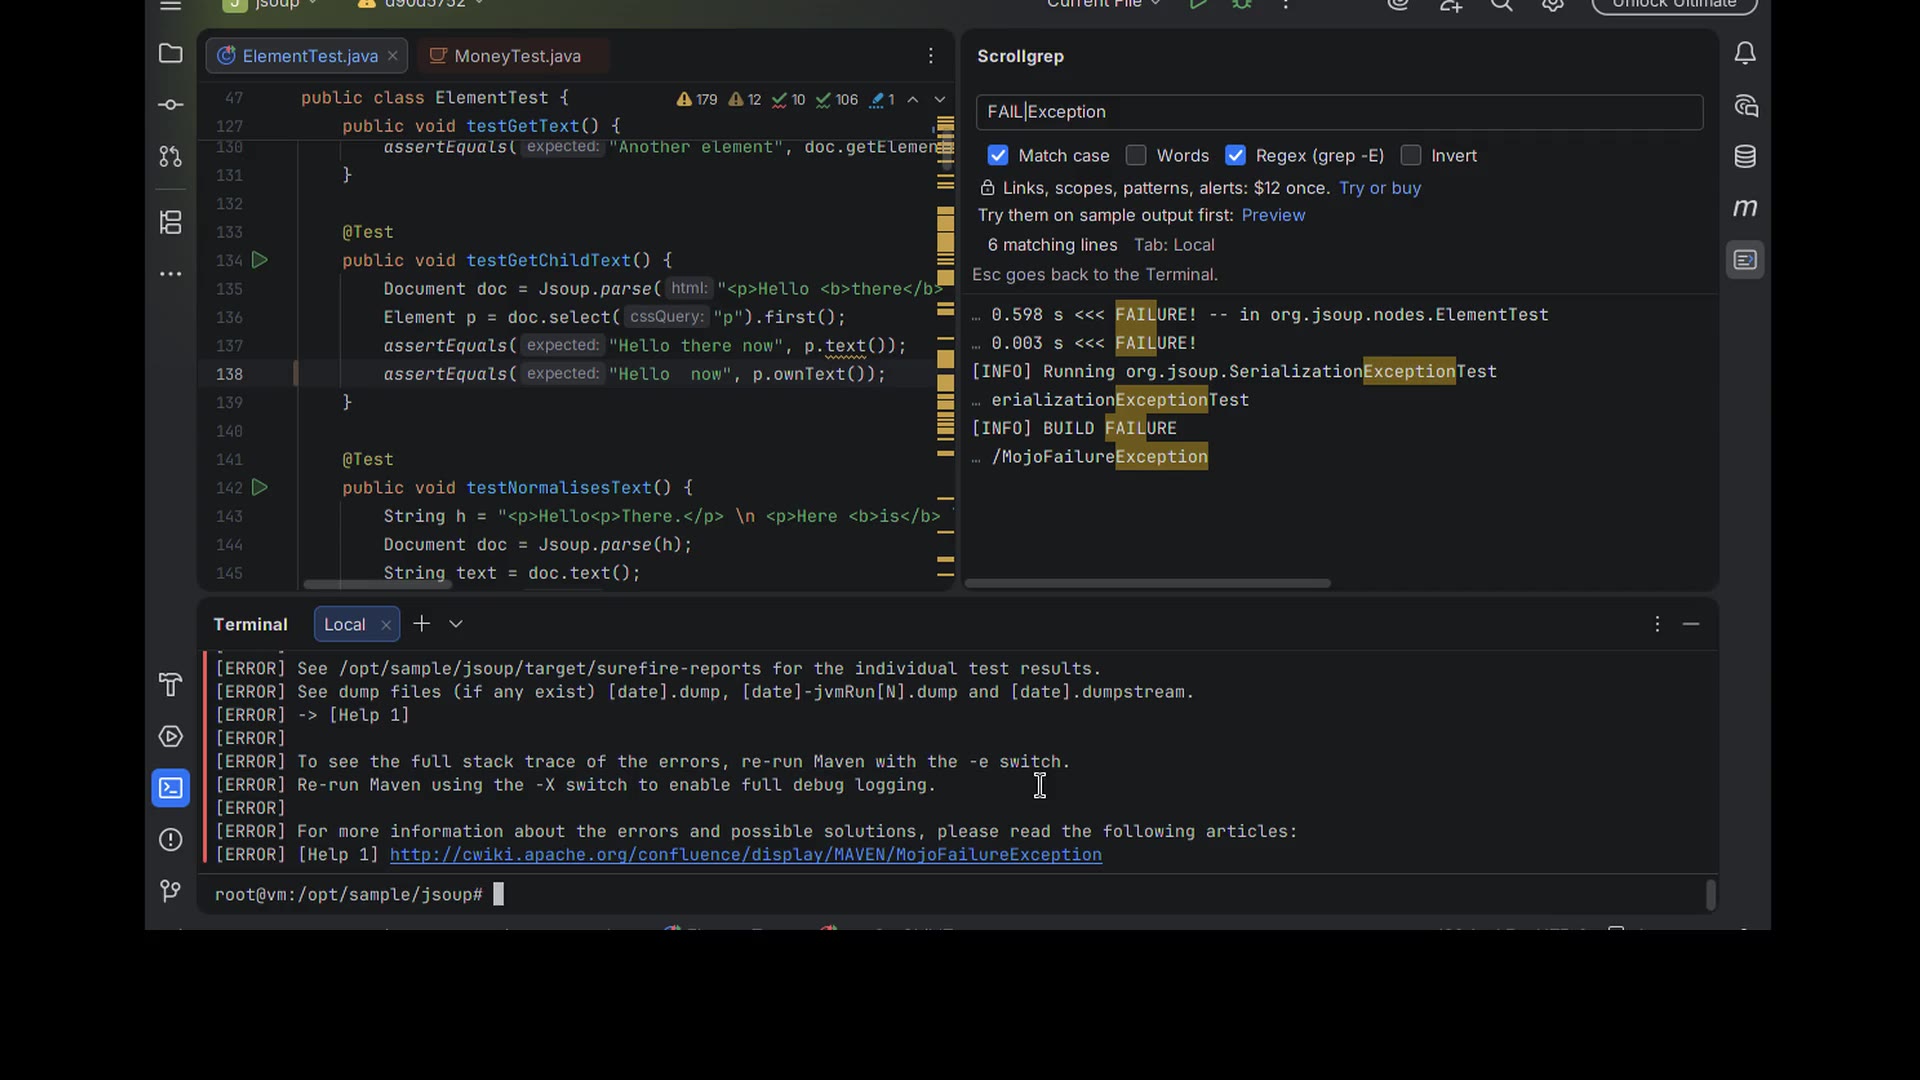 jsoup
d90d5752
Current File
Unlock Ultimate
ElementTest.java
MoneyTest.java
47 public class ElementTest {
179 12 10 106 1
127 public void testGetText() {
130 assertEquals( expected: "Another element", doc.getElemen
131 }
132
133 @Test
134 public void testGetChildText() {
135 Document doc = Jsoup.parse( html: "<p>Hello <b>there</b>
136 Element p = doc.select( cssQuery: "p").first();
137 assertEquals( expected: "Hello there now", p.text());
138 assertEquals( expected: "Hello  now", p.ownText());
139 }
140
141 @Test
142 public void testNormalisesText() {
143 String h = "<p>Hello<p>There.</p> \n <p>Here <b>is</b>
144 Document doc = Jsoup.parse(h);
145 String text = doc.text();
Scrollgrep
FAIL|Exception
Match case Words Regex (grep -E) Invert
Links, scopes, patterns, alerts: $12 once. Try or buy
Try them on sample output first: Preview
6 matching lines Tab: Local
Esc goes back to the Terminal.
… 0.598 s <<< FAILURE! -- in org.jsoup.nodes.ElementTest
… 0.003 s <<< FAILURE!
[INFO] Running org.jsoup.SerializationExceptionTest
… erializationExceptionTest
[INFO] BUILD FAILURE
… /MojoFailureException
m
Terminal Local
[ERROR] See /opt/sample/jsoup/target/surefire-reports for the individual test results.
[ERROR] See dump files (if any exist) [date].dump, [date]-jvmRun[N].dump and [date].dumpstream.
[ERROR] -> [Help 1]
[ERROR]
[ERROR] To see the full stack trace of the errors, re-run Maven with the -e switch.
[ERROR] Re-run Maven using the -X switch to enable full debug logging.
[ERROR]
[ERROR] For more information about the errors and possible solutions, please read the following articles:
[ERROR] [Help 1] http://cwiki.apache.org/confluence/display/MAVEN/MojoFailureException
root@vm:/opt/sample/jsoup#